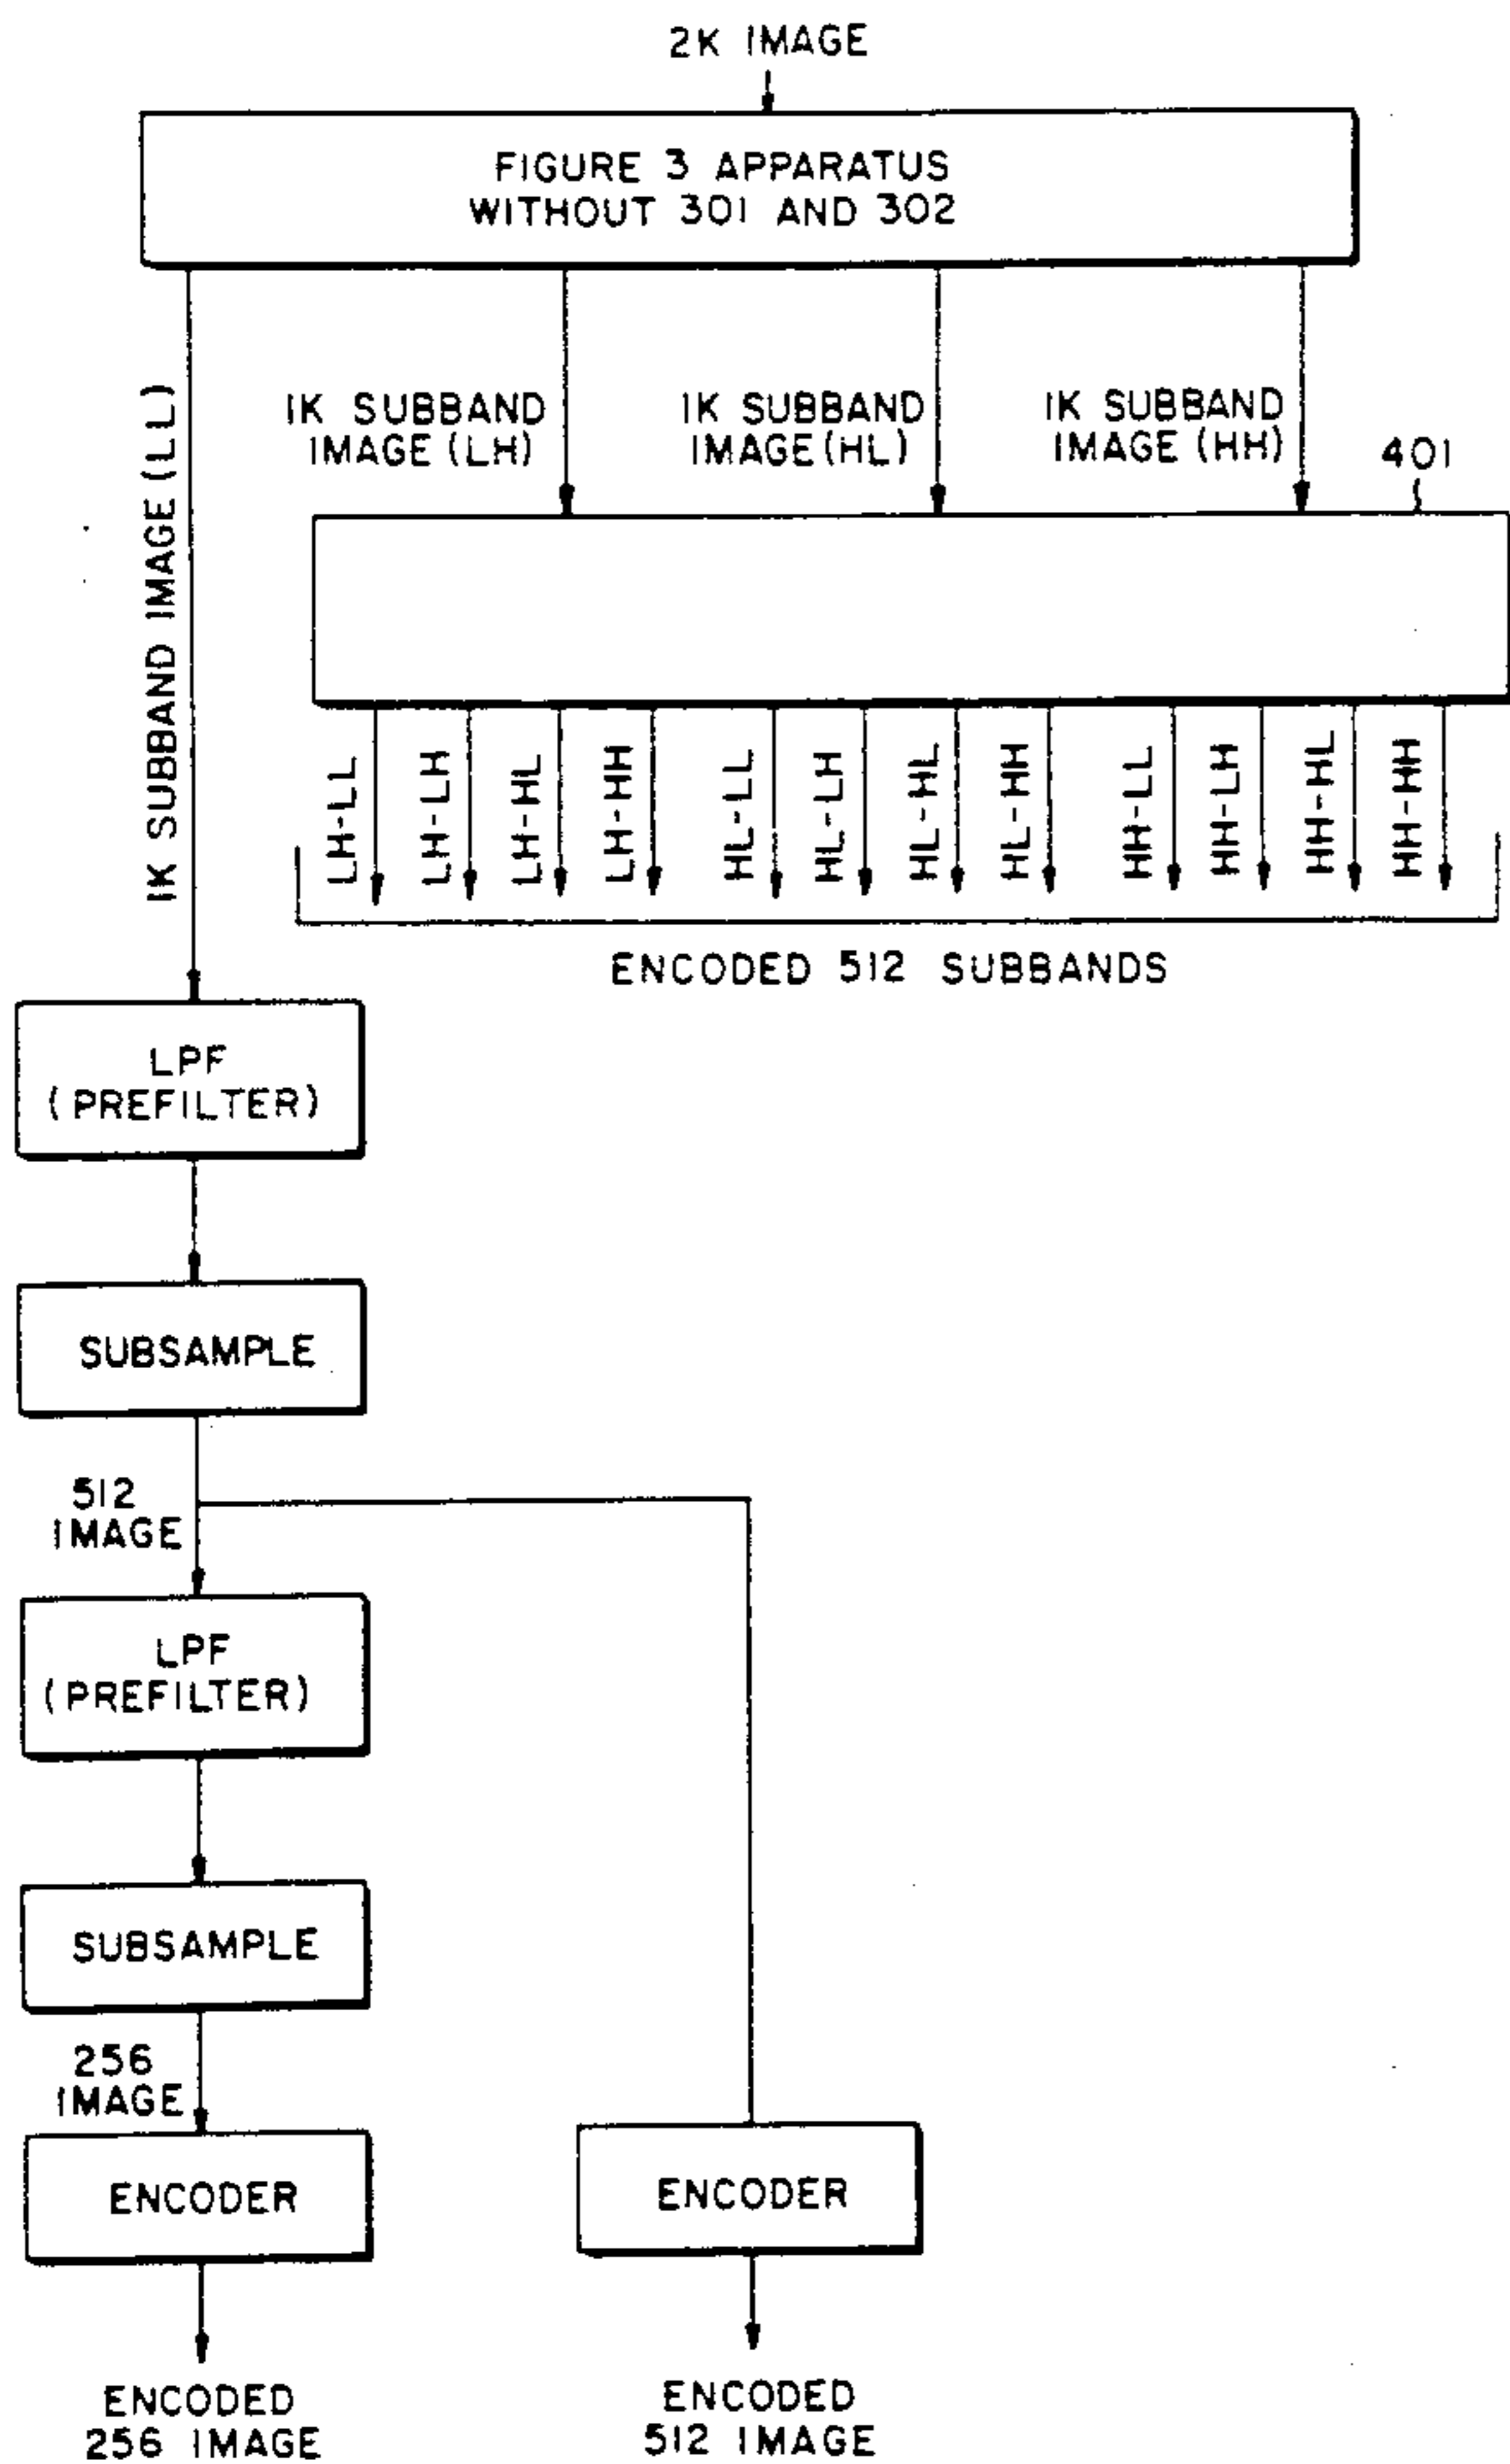 2K IMAGE
FIGURE 3 APPARATUS
WITHOUT 301 AND 302
1K SUBBAND IMAGE (LL)
1K SUBBAND
IMAGE (LH)
1K SUBBAND
IMAGE (HL)
1K SUBBAND
IMAGE (HH)
401
LH-LL
LH-LH
LH-HL
LH-HH
HL-LL
HL-LH
HL-HL
HL-HH
HH-LL
HH-LH
HH-HL
HH-HH
ENCODED 512 SUBBANDS
LPF
(PREFILTER)
SUBSAMPLE
512
IMAGE
LPF
(PREFILTER)
SUBSAMPLE
256
IMAGE
ENCODER
ENCODER
ENCODED
256 IMAGE
ENCODED
512 IMAGE